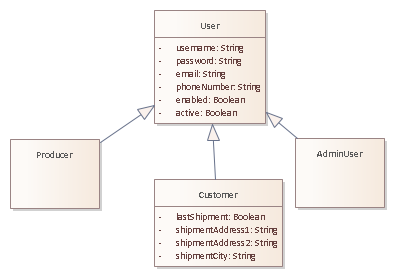 User
- username: String
- password: String
- email: String
- phoneNumber: String
- enabled: Boolean
- active: Boolean
Producer
AdminUser
Customer
- lastShipment: Boolean
- shipmentAddress1: String
- shipmentAddress2: String
- shipmentCity: String